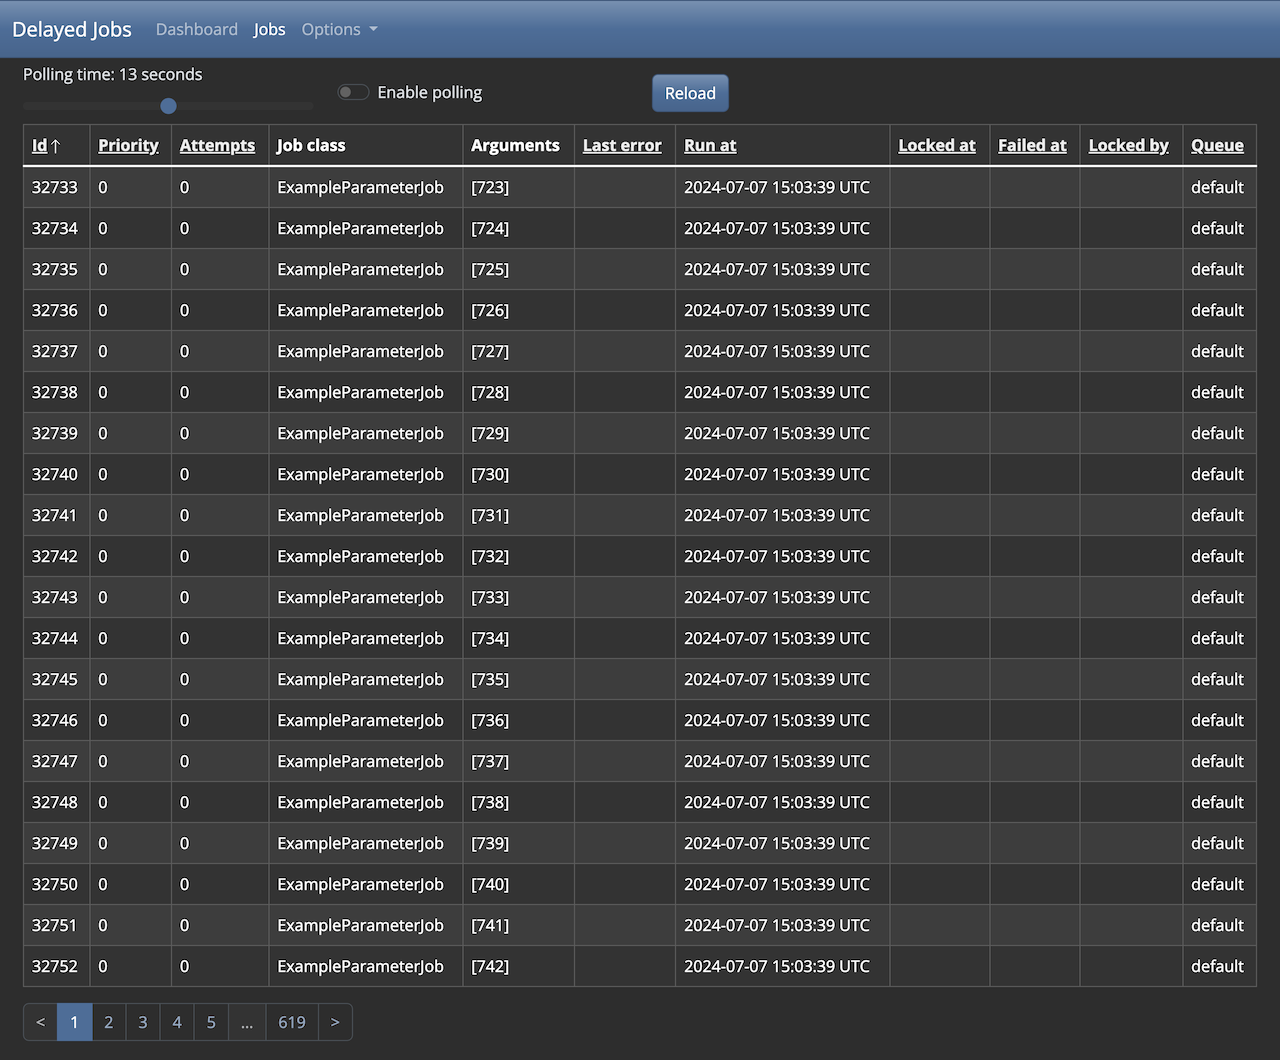 Delayed Jobs Dashboard Jobs Options
Polling time: 13 seconds
Enable polling
Reload
Id↑ Priority Attempts Job class Arguments Last error Run at Locked at Failed at Locked by Queue
32733 0 0 ExampleParameterJob [723] 2024-07-07 15:03:39 UTC default
32734 0 0 ExampleParameterJob [724] 2024-07-07 15:03:39 UTC default
32735 0 0 ExampleParameterJob [725] 2024-07-07 15:03:39 UTC default
32736 0 0 ExampleParameterJob [726] 2024-07-07 15:03:39 UTC default
32737 0 0 ExampleParameterJob [727] 2024-07-07 15:03:39 UTC default
32738 0 0 ExampleParameterJob [728] 2024-07-07 15:03:39 UTC default
32739 0 0 ExampleParameterJob [729] 2024-07-07 15:03:39 UTC default
32740 0 0 ExampleParameterJob [730] 2024-07-07 15:03:39 UTC default
32741 0 0 ExampleParameterJob [731] 2024-07-07 15:03:39 UTC default
32742 0 0 ExampleParameterJob [732] 2024-07-07 15:03:39 UTC default
32743 0 0 ExampleParameterJob [733] 2024-07-07 15:03:39 UTC default
32744 0 0 ExampleParameterJob [734] 2024-07-07 15:03:39 UTC default
32745 0 0 ExampleParameterJob [735] 2024-07-07 15:03:39 UTC default
32746 0 0 ExampleParameterJob [736] 2024-07-07 15:03:39 UTC default
32747 0 0 ExampleParameterJob [737] 2024-07-07 15:03:39 UTC default
32748 0 0 ExampleParameterJob [738] 2024-07-07 15:03:39 UTC default
32749 0 0 ExampleParameterJob [739] 2024-07-07 15:03:39 UTC default
32750 0 0 ExampleParameterJob [740] 2024-07-07 15:03:39 UTC default
32751 0 0 ExampleParameterJob [741] 2024-07-07 15:03:39 UTC default
32752 0 0 ExampleParameterJob [742] 2024-07-07 15:03:39 UTC default
< 1 2 3 4 5 ... 619 >